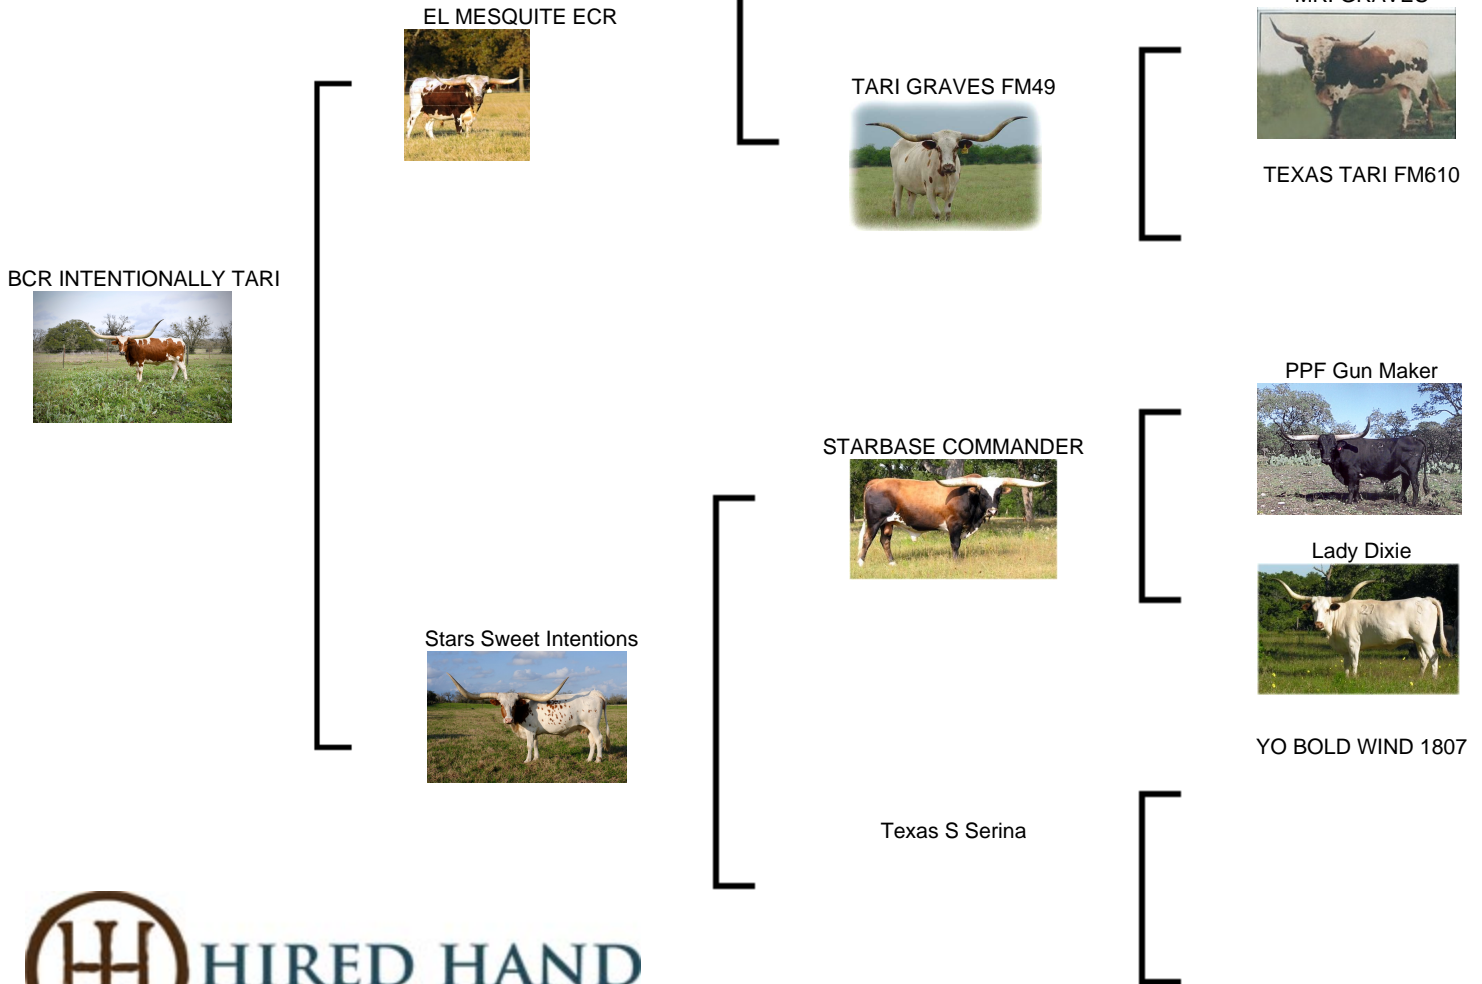 EL MESQUITE ECR
TARI GRAVES FM49
TEXAS TARI FM610
BCR INTENTIONALLY TARI
PPF Gun Maker
STARBASE COMMANDER
Lady Dixie
Stars Sweet Intentions
YO BOLD WIND 1807
Texas S Serina
HIRED HAND